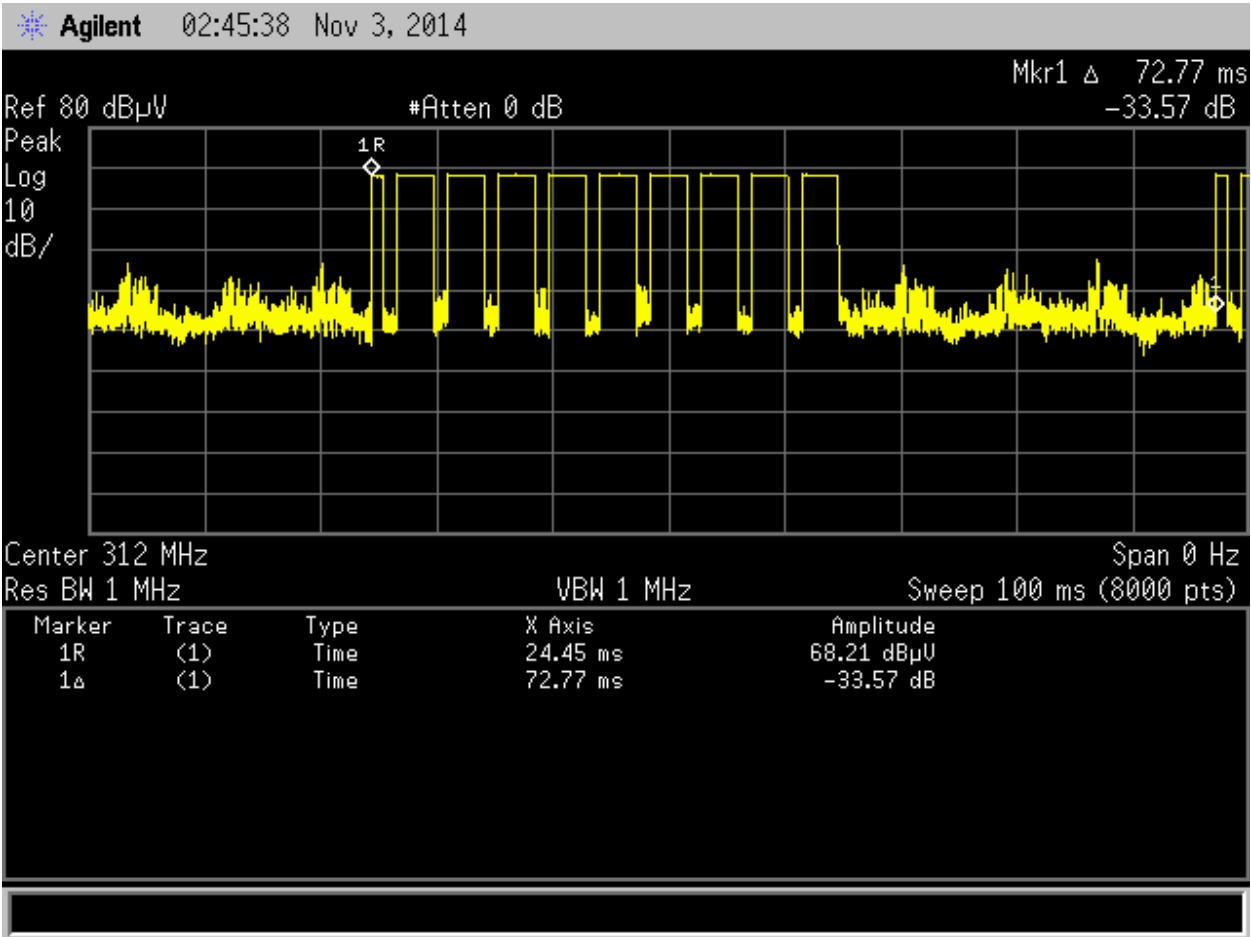 Agilent 02:45:38 Nov 3, 2014
Mkr1 Δ 72.77 ms
Ref 80 dBµV #Atten 0 dB -33.57 dB
Peak
Log
10
dB/
1R
1
Center 312 MHz Span 0 Hz
Res BW 1 MHz VBW 1 MHz Sweep 100 ms (8000 pts)
Marker Trace Type X Axis Amplitude
1R (1) Time 24.45 ms 68.21 dBµV
1Δ (1) Time 72.77 ms -33.57 dB